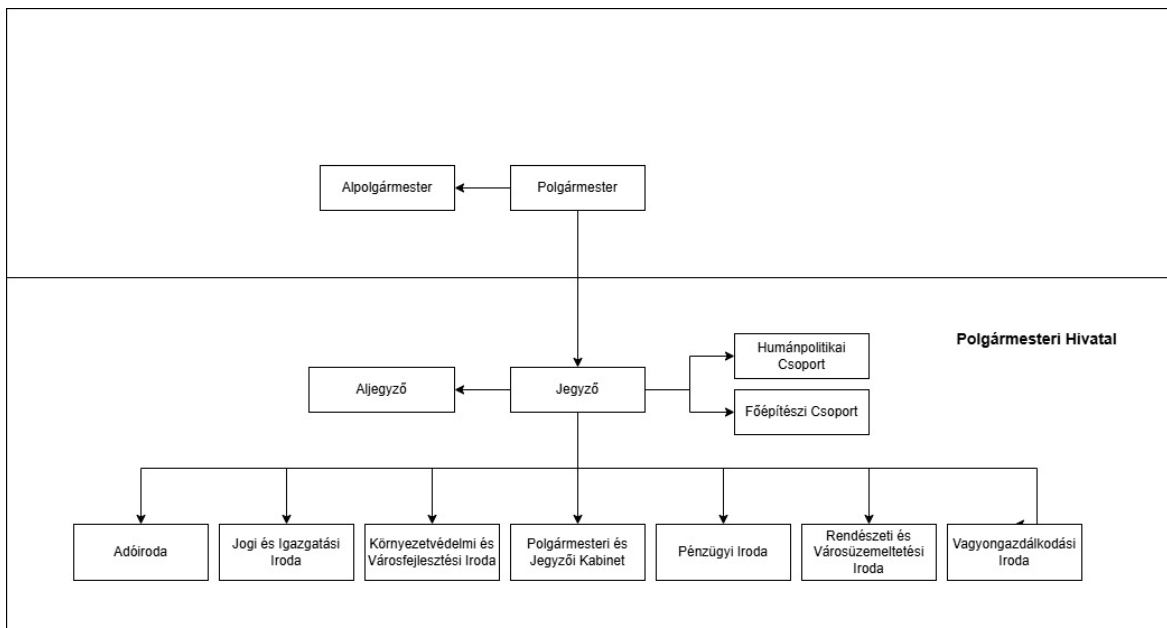 Alpolgármester
Polgármester
Polgármesteri Hivatal
Humánpolitikai
Csoport
Aljegyző
Jegyző
Főépítészi Csoport
Adóiroda
Jogi és Igazgatási
Iroda
Környezetvédelmi és
Városfejlesztési Iroda
Polgármesteri és
Jegyzői Kabinet
Pénzügyi Iroda
Rendészeti és
Városüzemeltetési
Iroda
Vagyongazdálkodási
Iroda